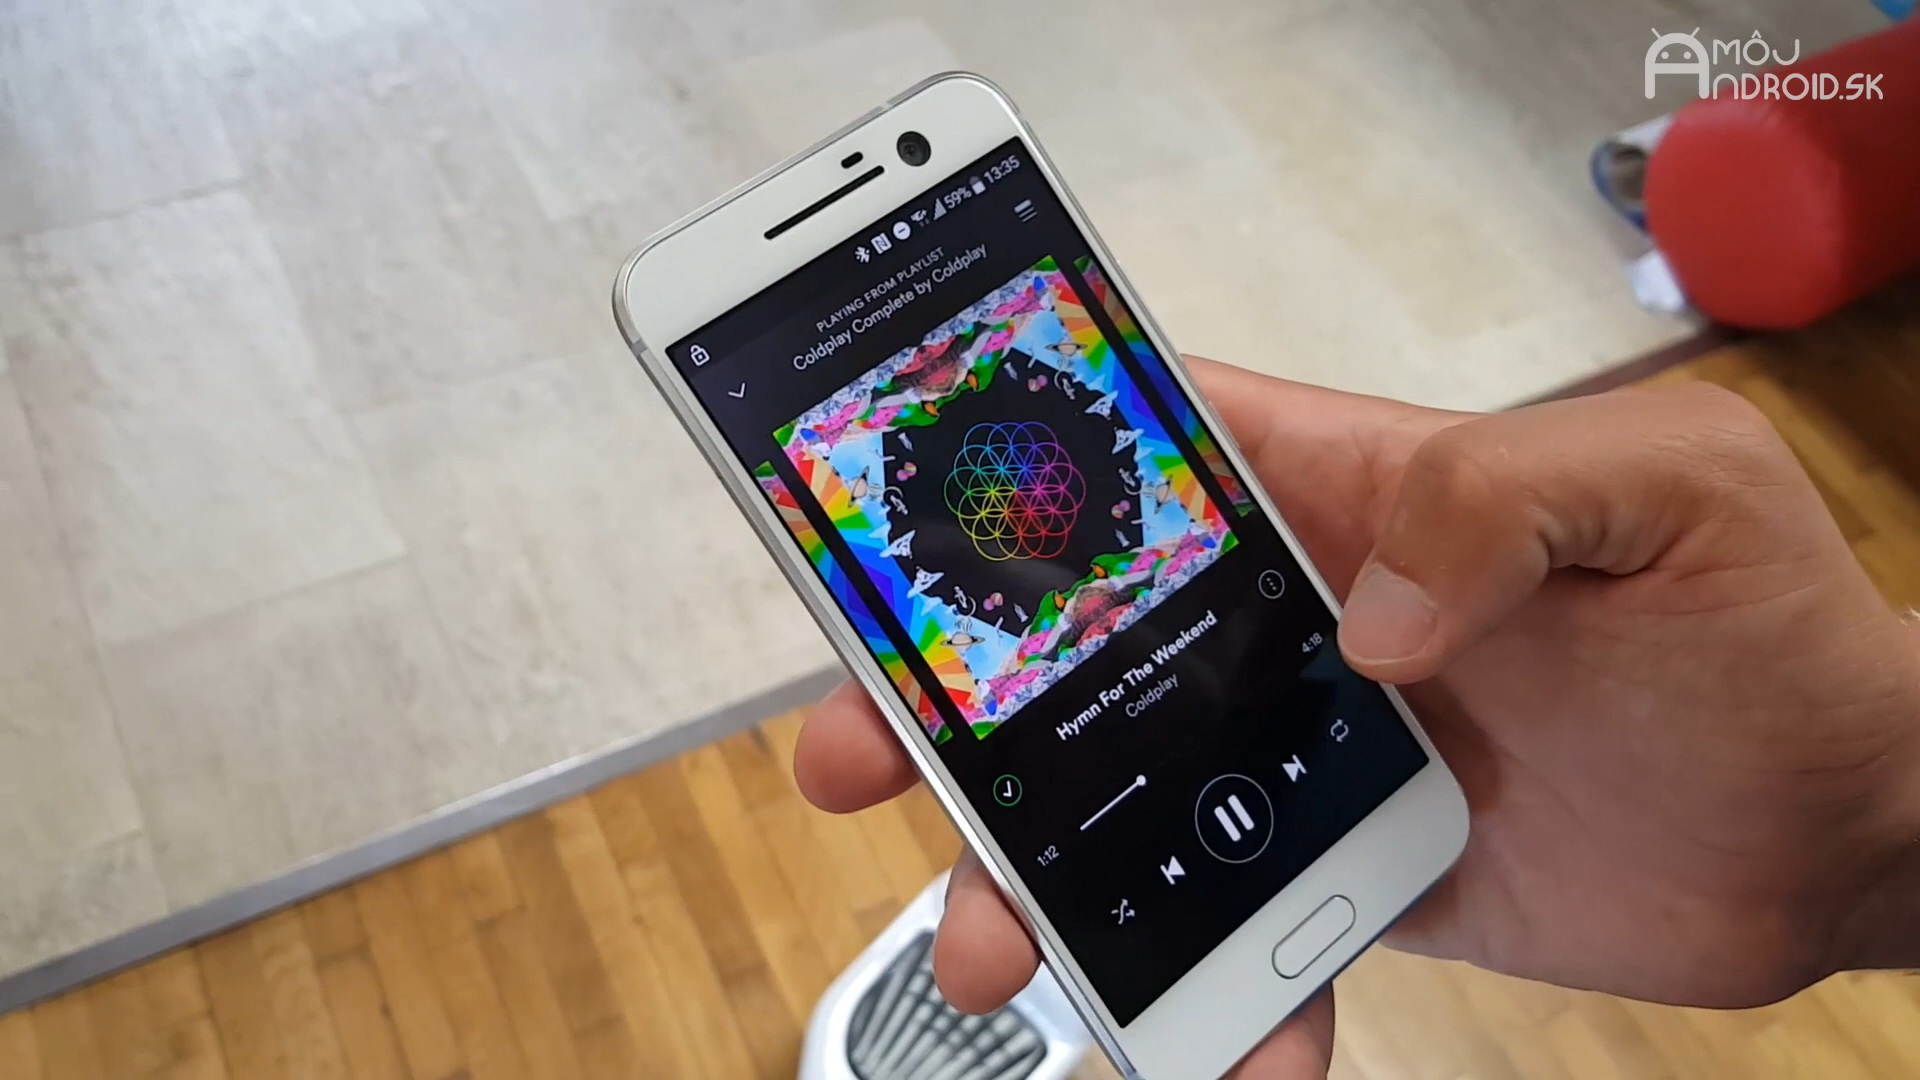 MÔJ
ANDROID.SK
59% 13:35
PLAYING FROM PLAYLIST
Coldplay Complete by Coldplay
Hymn For The Weekend
Coldplay
1:12
4:18